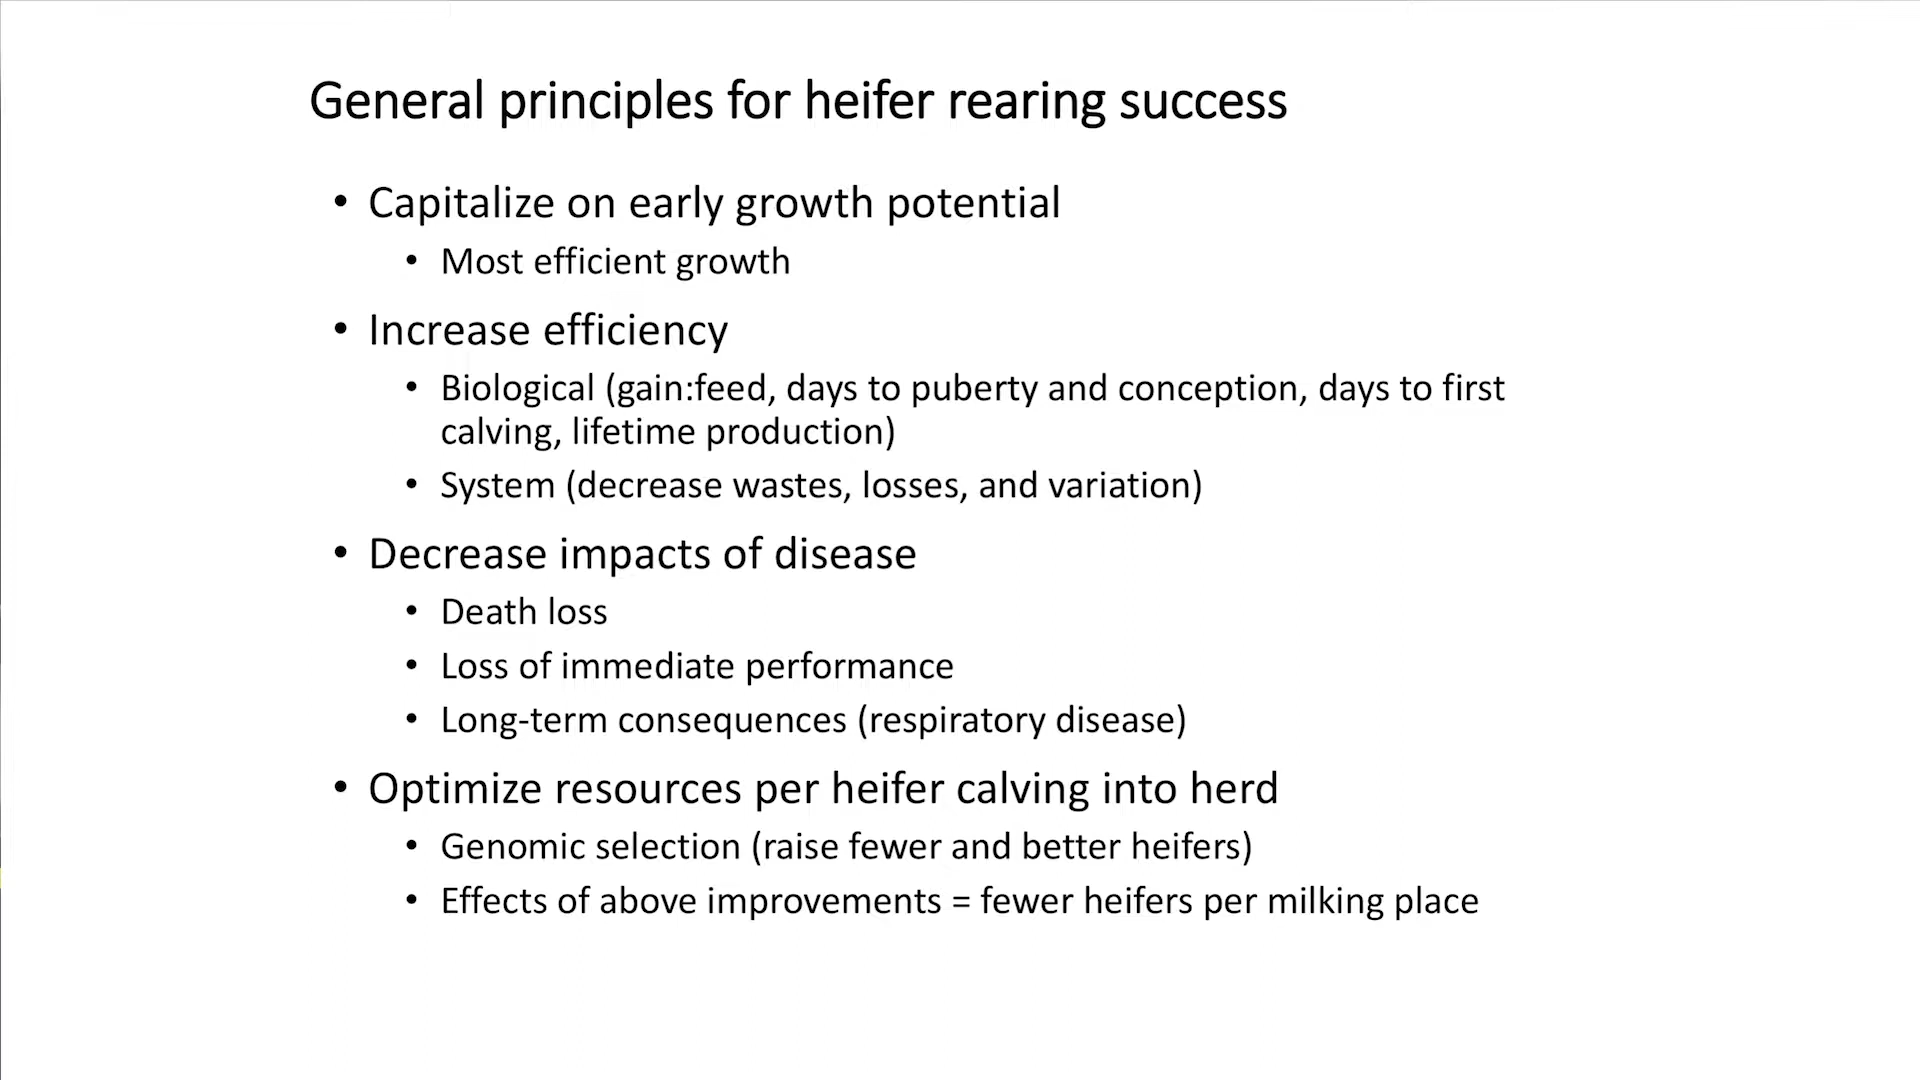 General principles for heifer rearing success
• Capitalize on early growth potential
• Most efficient growth
• Increase efficiency
• Biological (gain:feed, days to puberty and conception, days to first
calving, lifetime production)
• System (decrease wastes, losses, and variation)
• Decrease impacts of disease
• Death loss
• Loss of immediate performance
• Long-term consequences (respiratory disease)
• Optimize resources per heifer calving into herd
• Genomic selection (raise fewer and better heifers)
• Effects of above improvements = fewer heifers per milking place